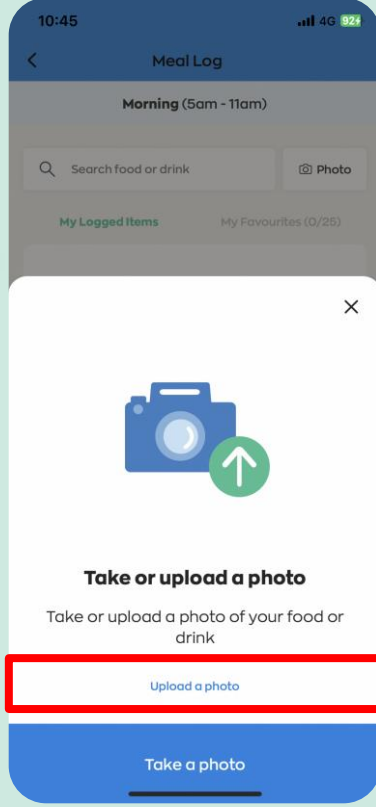 10:45 4G 92
Meal Log
Morning (5am - 11am)
Search food or drink Photo
My Logged Items My Favourites (0/25)
Take or upload a photo
Take or upload a photo of your food or
drink
Upload a photo
Take a photo